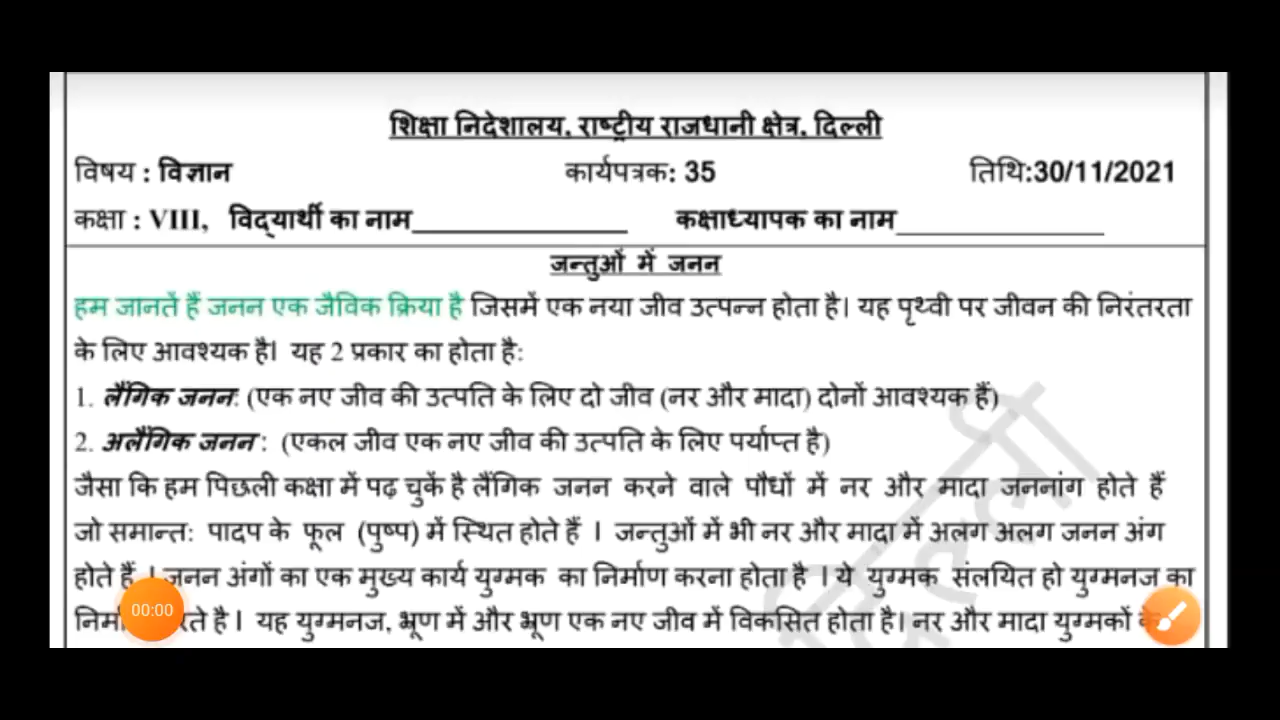 शिक्षा निदेशालय, राष्ट्रीय राजधानी क्षेत्र, दिल्ली
विषय : विज्ञान कार्यपत्रक: 35 तिथि:30/11/2021
कक्षा : VIII, विद्यार्थी का नाम______________ कक्षाध्यापक का नाम______________
जन्तुओं में जनन
हम जानतें हैं जनन एक जैविक क्रिया है जिसमें एक नया जीव उत्पन्न होता है। यह पृथ्वी पर जीवन की निरंतरता
के लिए आवश्यक है। यह 2 प्रकार का होता है:
1. लैंगिक जनन: (एक नए जीव की उत्पति के लिए दो जीव (नर और मादा) दोनों आवश्यक हैं)
2. अलैंगिक जनन : (एकल जीव एक नए जीव की उत्पति के लिए पर्याप्त है)
जैसा कि हम पिछली कक्षा में पढ़ चुकें है लैंगिक जनन करने वाले पौधों में नर और मादा जननांग होते हैं
जो समान्त: पादप के फूल (पुष्प) में स्थित होते हैं । जन्तुओं में भी नर और मादा में अलग अलग जनन अंग
होते हैं । जनन अंगों का एक मुख्य कार्य युग्मक का निर्माण करना होता है । ये युग्मक संलयित हो युग्मनज का
है । यह युग्मनज, भ्रूण में और भ्रूण एक नए जीव में विकसित होता है। नर और मादा युग्मकों
00:00
दिल्ली